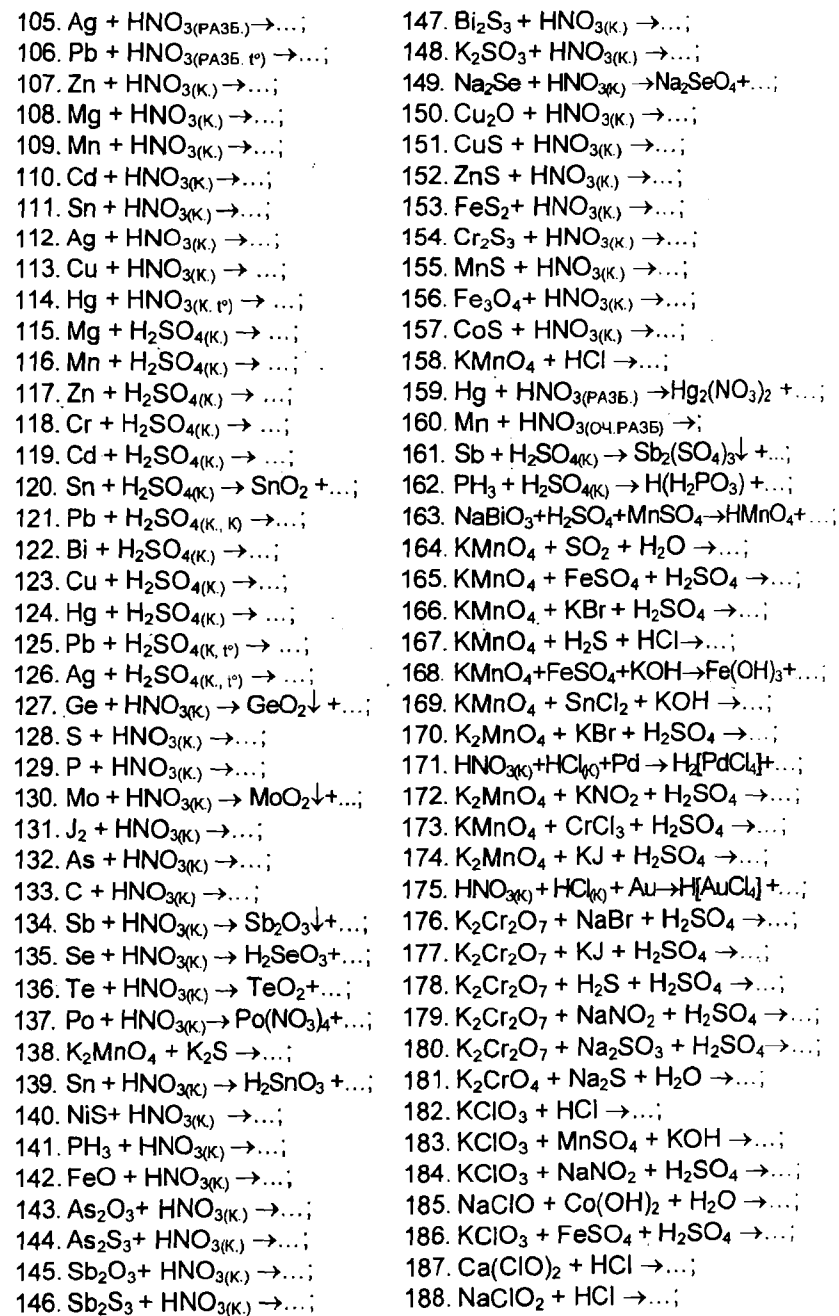 105. Ag + HNO₃(РАЗБ.) →...;
106. Pb + HNO₃(РАЗБ. t°) →...;
107. Zn + HNO₃(К.) →...;
108. Mg + HNO₃(К.) →...;
109. Mn + HNO₃(К.) →...;
110. Cd + HNO₃(К.) →...;
111. Sn + HNO₃(К.) →...;
112. Ag + HNO₃(К.) →...;
113. Cu + HNO₃(К.) → ...;
114. Hg + HNO₃(К. t°) → ...;
115. Mg + H₂SO₄(К.) → ...;
116. Mn + H₂SO₄(К.) → ...;
117. Zn + H₂SO₄(К.) → ...;
118. Cr + H₂SO₄(К.) → ...;
119. Cd + H₂SO₄(К.) → ...;
120. Sn + H₂SO₄(К) → SnO₂ +...;
121. Pb + H₂SO₄(К., К) →...;
122. Bi + H₂SO₄(К.) →...;
123. Cu + H₂SO₄(К.) →...;
124. Hg + H₂SO₄(К.) →...;
125. Pb + H₂SO₄(К, t°) → ...;
126. Ag + H₂SO₄(К., t°) → ...;
127. Ge + HNO₃(К) → GeO₂↓ +...;
128. S + HNO₃(К.) →...;
129. P + HNO₃(К.) →...;
130. Mo + HNO₃(К.) → MoO₂↓+...;
131. J₂ + HNO₃(К) →...;
132. As + HNO₃(К) →...;
133. C + HNO₃(К) →...;
134. Sb + HNO₃(К) → Sb₂O₃↓+...;
135. Se + HNO₃(К) → H₂SeO₃+...;
136. Te + HNO₃(К) → TeO₂+...;
137. Po + HNO₃(К)→ Po(NO₃)₄+...;
138. K₂MnO₄ + K₂S →...;
139. Sn + HNO₃(К) → H₂SnO₃ +...;
140. NiS+ HNO₃(К) →...;
141. PH₃ + HNO₃(К) →...;
142. FeO + HNO₃(К) →...;
143. As₂O₃+ HNO₃(К.) →...;
144. As₂S₃+ HNO₃(К.) →...;
145. Sb₂O₃+ HNO₃(К.) →...;
146. Sb₂S₃ + HNO₃(К.) →...;
147. Bi₂S₃ + HNO₃(К.) →...;
148. K₂SO₃+ HNO₃(К.) →...;
149. Na₂Se + HNO₃(К) →Na₂SeO₄+...;
150. Cu₂O + HNO₃(К.) →...;
151. CuS + HNO₃(К.) →...;
152. ZnS + HNO₃(К.) →...;
153. FeS₂+ HNO₃(К.) →...;
154. Cr₂S₃ + HNO₃(К.) →...;
155. MnS + HNO₃(К.) →...;
156. Fe₃O₄+ HNO₃(К.) →...;
157. CoS + HNO₃(К.) →...;
158. KMnO₄ + HCl →...;
159. Hg + HNO₃(РАЗБ.) →Hg₂(NO₃)₂ +...;
160. Mn + HNO₃(ОЧ.РАЗБ) →;
161. Sb + H₂SO₄(К) → Sb₂(SO₄)₃↓ +...;
162. PH₃ + H₂SO₄(К) → H(H₂PO₃) +...;
163. NaBiO₃+H₂SO₄+MnSO₄→HMnO₄+...;
164. KMnO₄ + SO₂ + H₂O →...;
165. KMnO₄ + FeSO₄ + H₂SO₄ →...;
166. KMnO₄ + KBr + H₂SO₄ →...;
167. KMnO₄ + H₂S + HCl→...;
168. KMnO₄+FeSO₄+KOH→Fe(OH)₃+...;
169. KMnO₄ + SnCl₂ + KOH →...;
170. K₂MnO₄ + KBr + H₂SO₄ →...;
171. HNO₃(К)+HCl(К)+Pd → H₂[PdCl₄]+...;
172. K₂MnO₄ + KNO₂ + H₂SO₄ →...;
173. KMnO₄ + CrCl₃ + H₂SO₄ →...;
174. K₂MnO₄ + KJ + H₂SO₄ →...;
175. HNO₃(К) + HCl(К) + Au→H[AuCl₄] +...;
176. K₂Cr₂O₇ + NaBr + H₂SO₄ →...;
177. K₂Cr₂O₇ + KJ + H₂SO₄ →...;
178. K₂Cr₂O₇ + H₂S + H₂SO₄ →...;
179. K₂Cr₂O₇ + NaNO₂ + H₂SO₄ →...;
180. K₂Cr₂O₇ + Na₂SO₃ + H₂SO₄→...;
181. K₂CrO₄ + Na₂S + H₂O →...;
182. KClO₃ + HCl →...;
183. KClO₃ + MnSO₄ + KOH →...;
184. KClO₃ + NaNO₂ + H₂SO₄ →...;
185. NaClO + Co(OH)₂ + H₂O →...;
186. KClO₃ + FeSO₄ + H₂SO₄ →...;
187. Ca(ClO)₂ + HCl →...;
188. NaClO₂ + HCl →...;